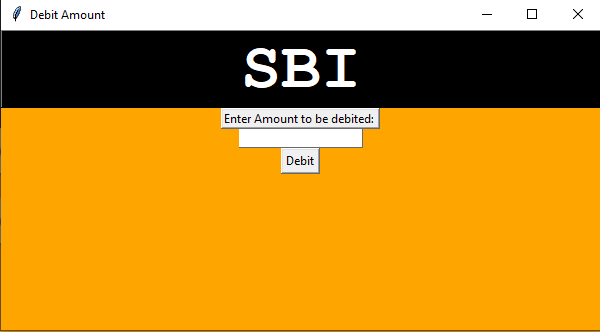 Debit Amount
SBI
Enter Amount to be debited:
Debit